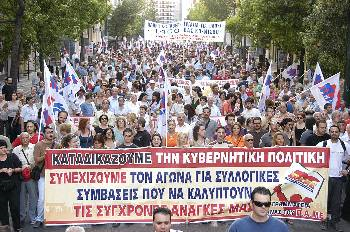 ΚΑΤΑΔΙΚΑΖΟΥΜΕ ΤΗΝ ΚΥΒΕΡΝΗΤΙΚΗ ΠΟΛΙΤΙΚΗ
ΣΥΝΕΧΙΖΟΥΜΕ ΤΟΝ ΑΓΩΝΑ ΓΙΑ ΣΥΛΛΟΓΙΚΕΣ
ΣΥΜΒΑΣΕΙΣ ΠΟΥ ΝΑ ΚΑΛΥΠΤΟΥΝ
ΤΙΣ ΣΥΓΧΡΟΝΕΣ ΑΝΑΓΚΕΣ ΜΑΣ